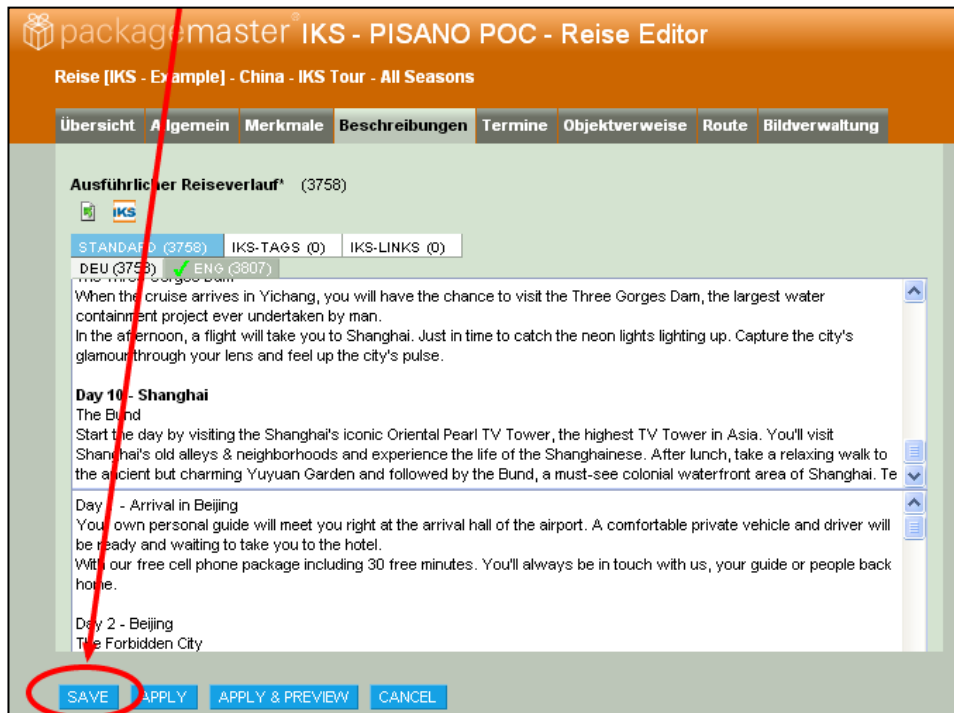 packagemaster® IKS - PISANO POC - Reise Editor
Reise [IKS - Example] - China - IKS Tour - All Seasons
Übersicht Allgemein Merkmale Beschreibungen Termine Objektverweise Route Bildverwaltung
Ausführlicher Reiseverlauf* (3758)
iKS
STANDARD (3758) IKS-TAGS (0) IKS-LINKS (0)
DEU (3758) ENG (3807)
The Three Gorges Dam
When the cruise arrives in Yichang, you will have the chance to visit the Three Gorges Dam, the largest water
containment project ever undertaken by man.
In the afternoon, a flight will take you to Shanghai. Just in time to catch the neon lights lighting up. Capture the city's
glamour through your lens and feel up the city's pulse.
Day 10 - Shanghai
The Bund
Start the day by visiting the Shanghai's iconic Oriental Pearl TV Tower, the highest TV Tower in Asia. You'll visit
Shanghai's old alleys & neighborhoods and experience the life of the Shanghainese. After lunch, take a relaxing walk to
the ancient but charming Yuyuan Garden and followed by the Bund, a must-see colonial waterfront area of Shanghai. Te
Day 1 - Arrival in Beijing
Your own personal guide will meet you right at the arrival hall of the airport. A comfortable private vehicle and driver will
be ready and waiting to take you to the hotel.
With our free cell phone package including 30 free minutes. You'll always be in touch with us, your guide or people back
home.
Day 2 - Beijing
The Forbidden City
SAVE APPLY APPLY & PREVIEW CANCEL